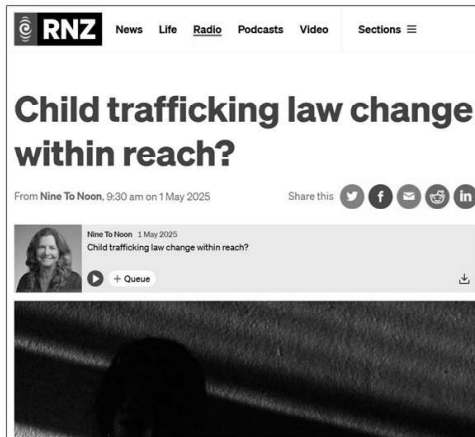 RNZ News Life Radio Podcasts Video Sections
Child trafficking law change
within reach?
From Nine To Noon, 9:30 am on 1 May 2025 Share this
Nine To Noon 1 May 2025
Child trafficking law change within reach?
+ Queue